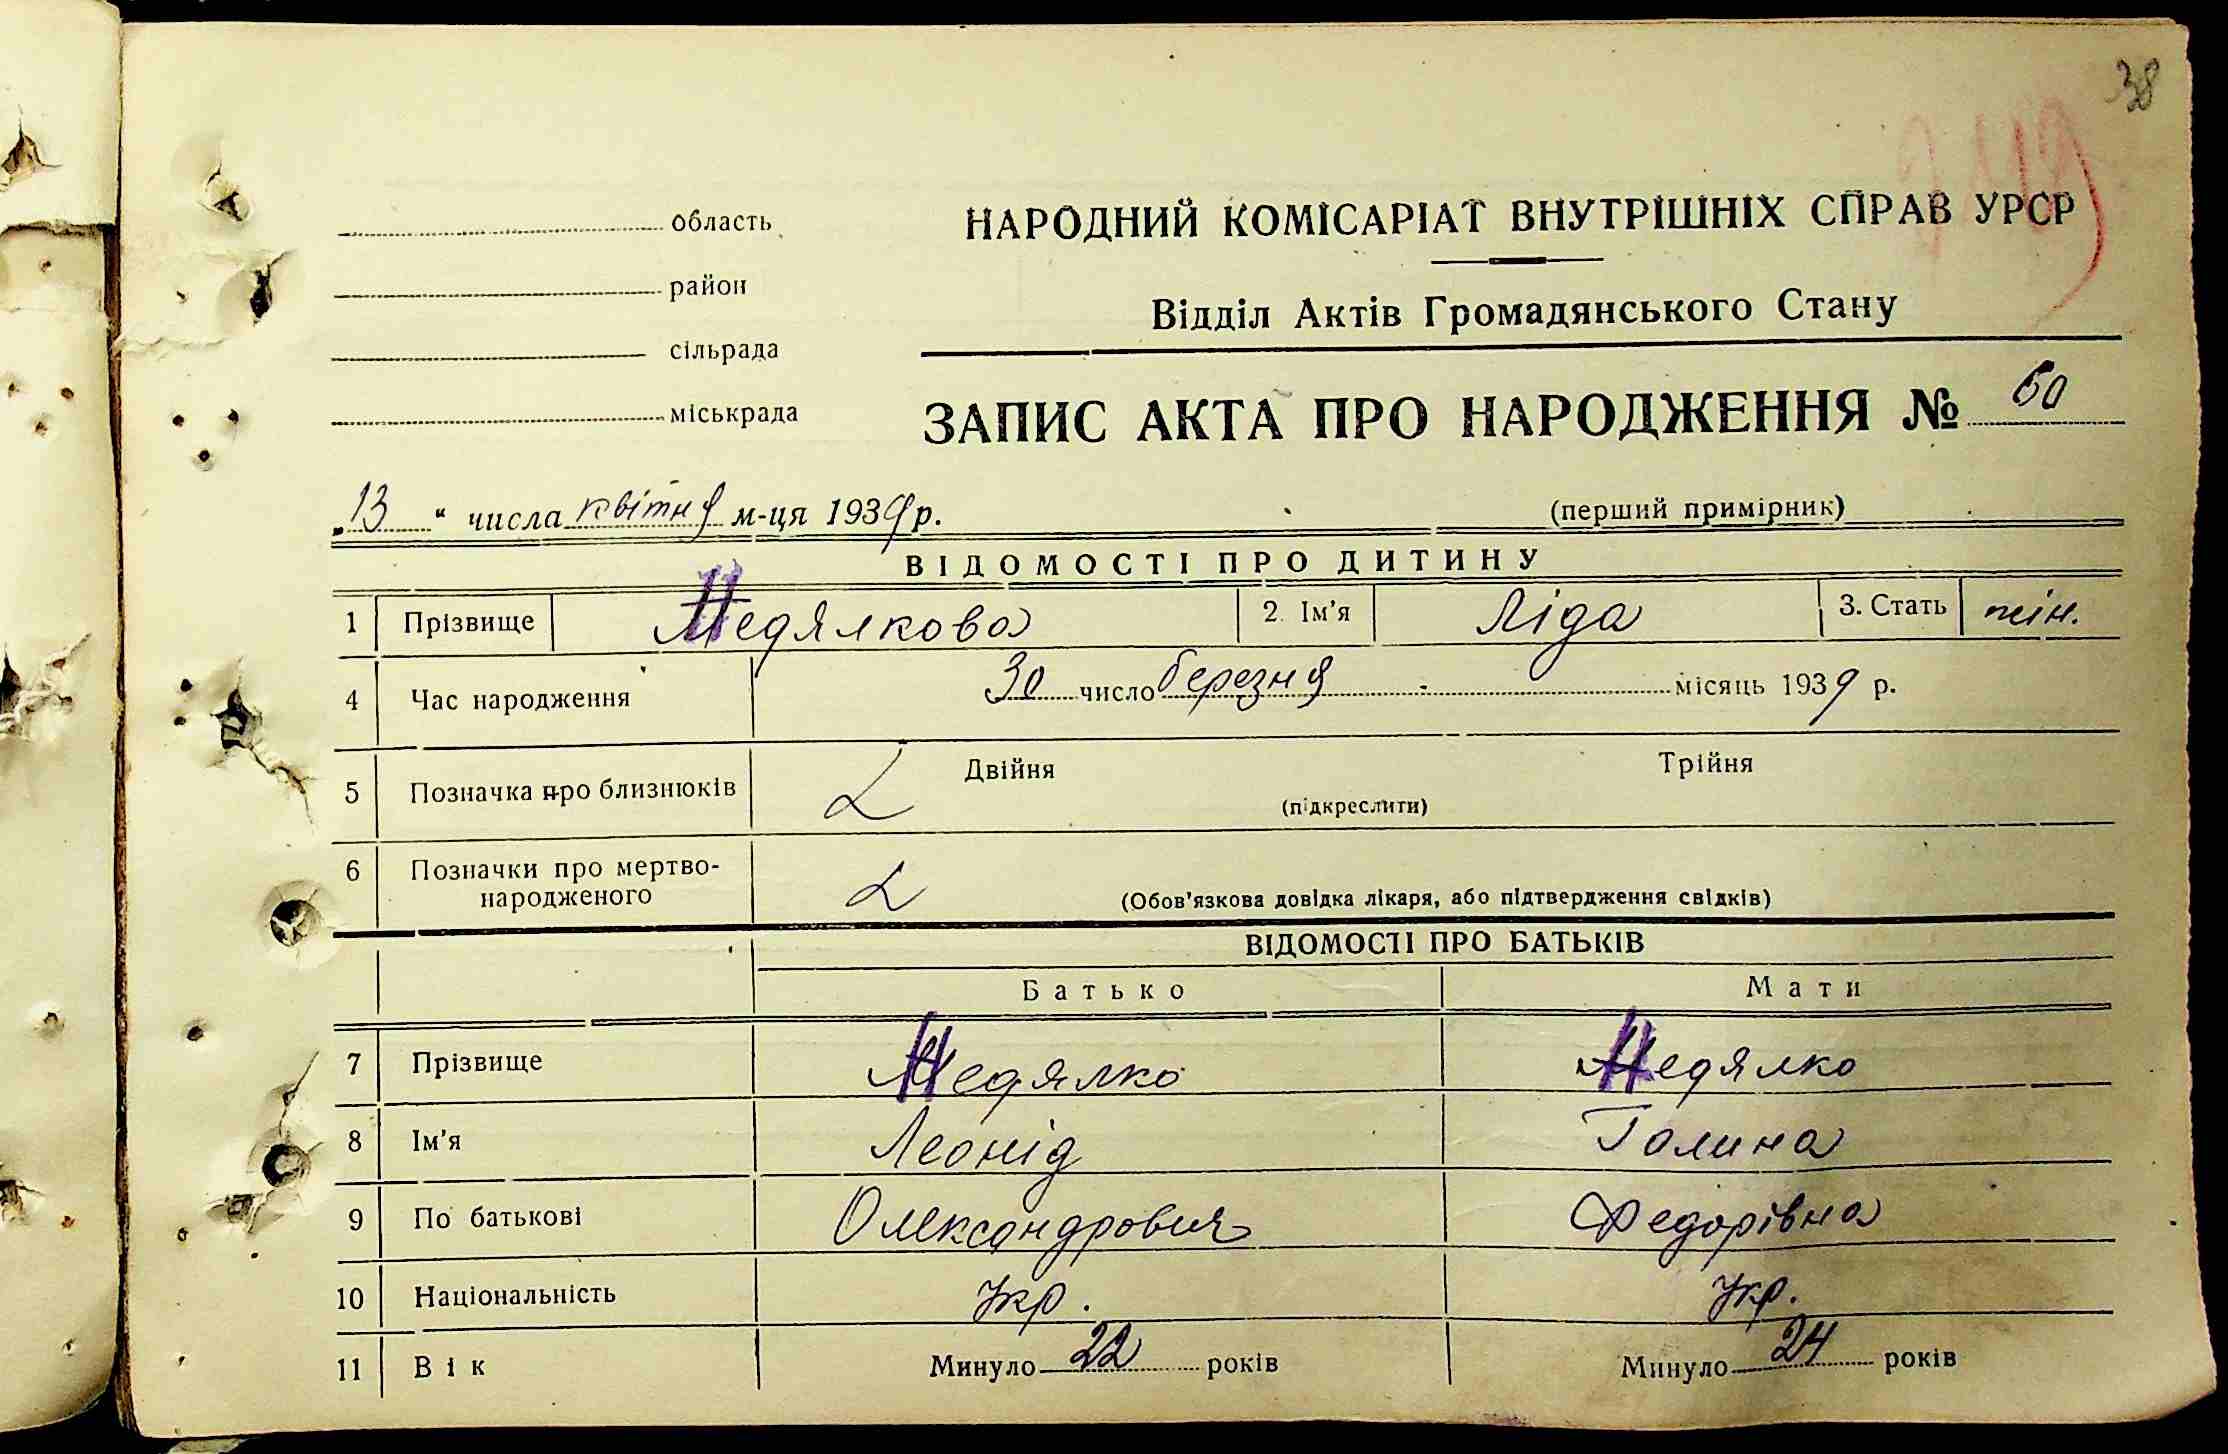 38
область
НАРОДНИЙ КОМІСАРІАТ ВНУТРІШНІХ СПРАВ УРСР
район
Відділ Актів Громадянського Стану
сільрада
міськрада
ЗАПИС АКТА ПРО НАРОДЖЕННЯ № 60
„13" числа квітня м-ця 1939 р. (перший примірник)
ВІДОМОСТІ ПРО ДИТИНУ
1 Прізвище Недялкова 2. Ім'я Ліда 3. Стать жін.
4 Час народження 30 число березня місяць 1939 р.
5 Позначка про близнюків Двійня Трійня
(підкреслити)
6 Позначки про мертво-
народженого (Обов'язкова довідка лікаря, або підтвердження свідків)
ВІДОМОСТІ ПРО БАТЬКІВ
Батько Мати
7 Прізвище Недялко Недялко
8 Ім'я Леонід Галина
9 По батькові Олександрович Федорівна
10 Національність Укр. Укр.
11 Вік Минуло 22 років Минуло 24 років